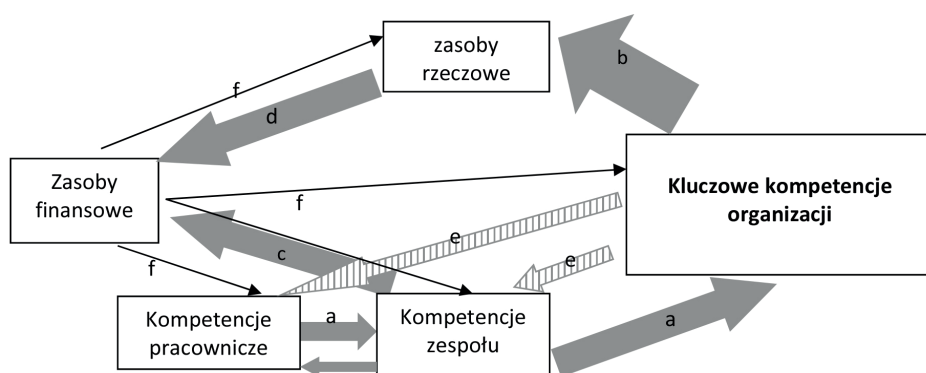 zasoby
rzeczowe
b
f
d
Zasoby
finansowe
Kluczowe kompetencje
organizacji
f
e
c
e
f
Kompetencje
pracownicze
a
Kompetencje
zespołu
a